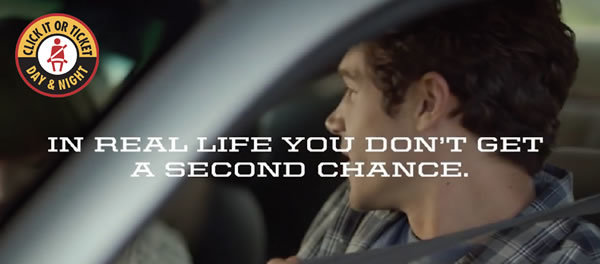 CLICK IT OR TICKET
DAY & NIGHT
IN REAL LIFE YOU DON'T GET
A SECOND CHANCE.